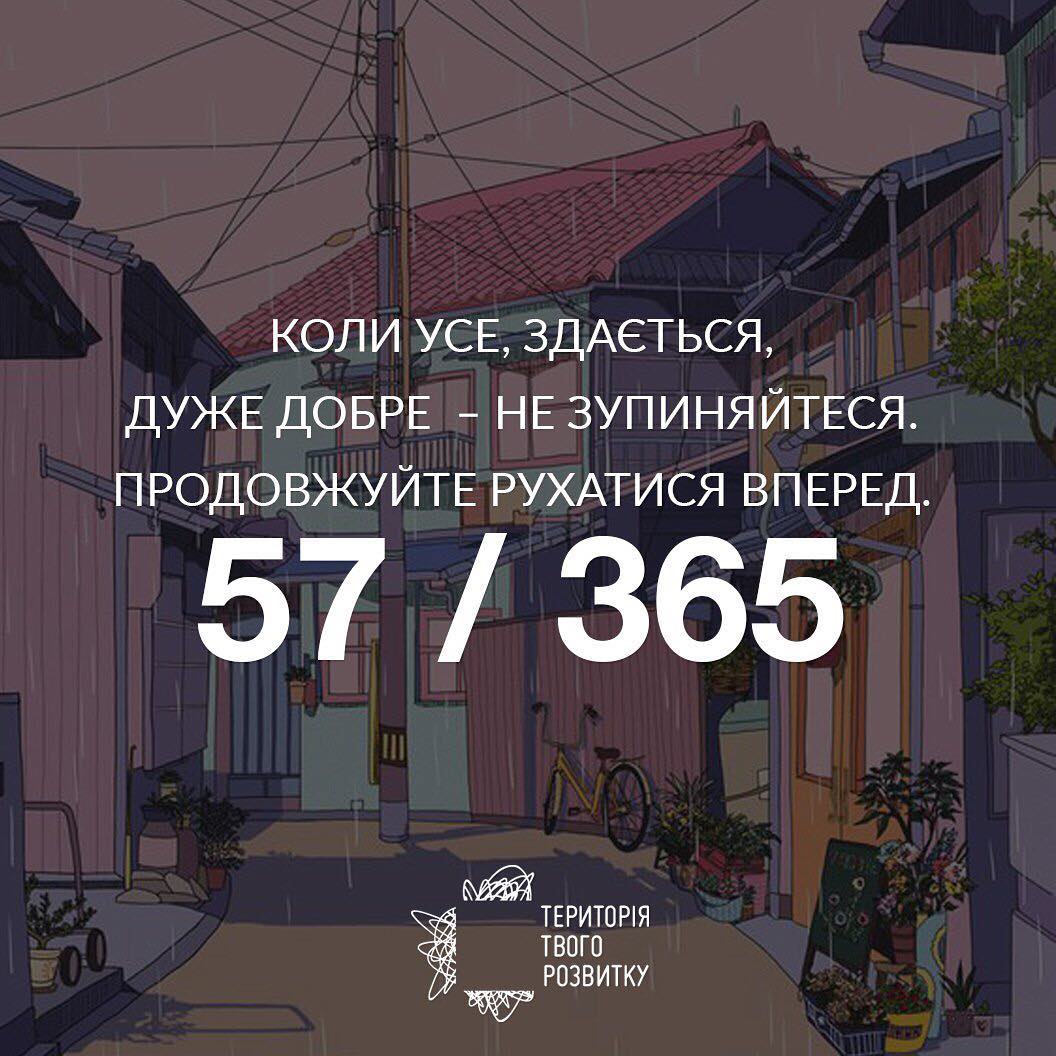 КОЛИ УСЕ, ЗДАЄТЬСЯ,
ДУЖЕ ДОБРЕ – НЕ ЗУПИНЯЙТЕСЯ.
ПРОДОВЖУЙТЕ РУХАТИСЯ ВПЕРЕД.
57 / 365
ТЕРИТОРІЯ
ТВОГО
РОЗВИТКУ